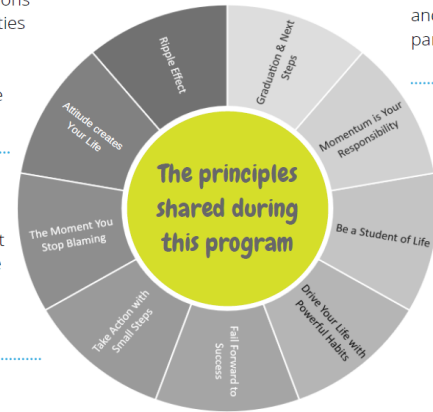 The principles
shared during
this program
Graduation & Next
Steps
Momentum is Your
Responsibility
Be a Student of Life
Drive Your Life with
Powerful Habits
Fail Forward to
Success
Take Action with
Small Steps
The Moment You
Stop Blaming
Attitude creates
Your Life
Ripple Effect